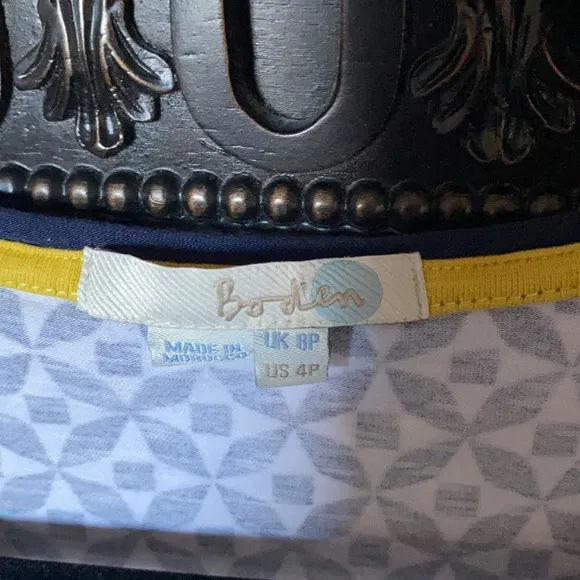 Boden
MADE IN
MOROCCO
UK 8P
US 4P